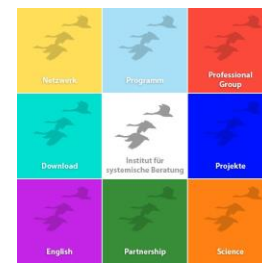 Netzwerk
Programm
Professional
Group
Download
Institut für
systemische Beratung
Projekte
English
Partnership
Science